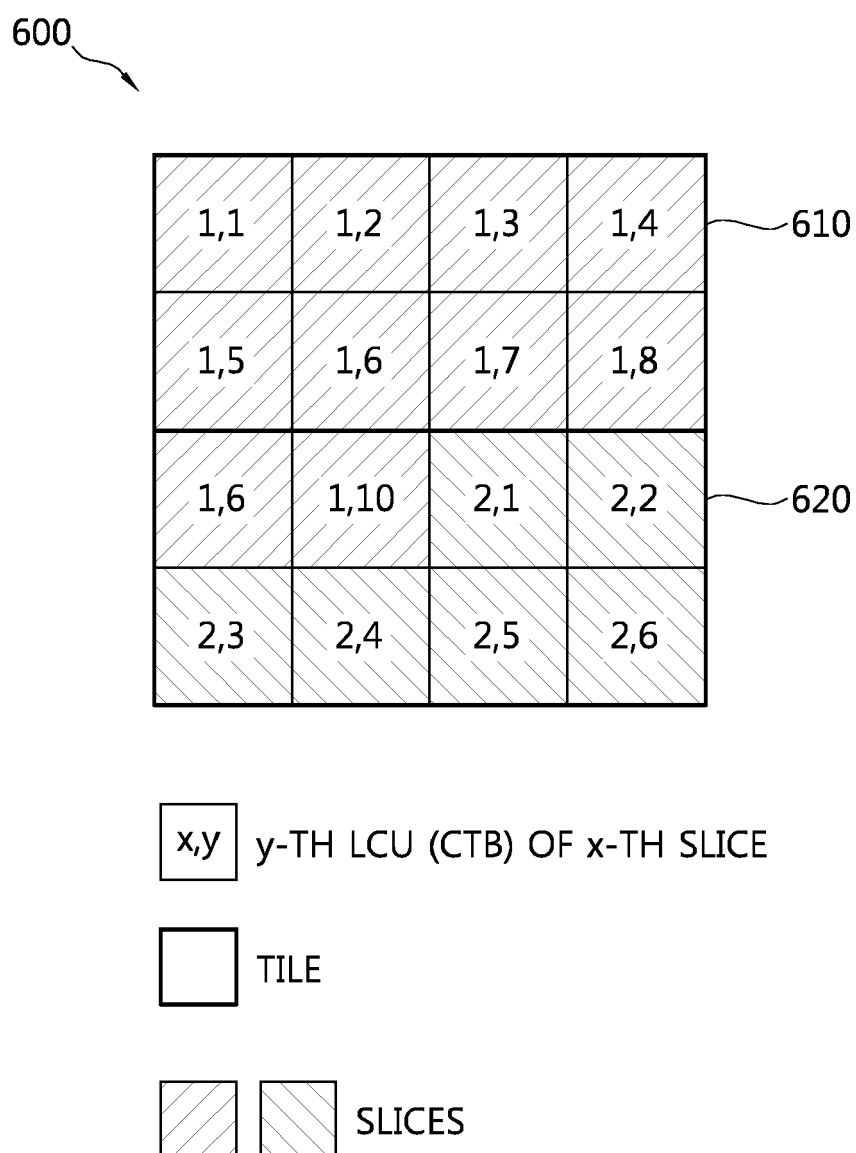 600
1,1 1,2 1,3 1,4 610
1,5 1,6 1,7 1,8
1,6 1,10 2,1 2,2 620
2,3 2,4 2,5 2,6
x,y y-TH LCU (CTB) OF x-TH SLICE
TILE
SLICES